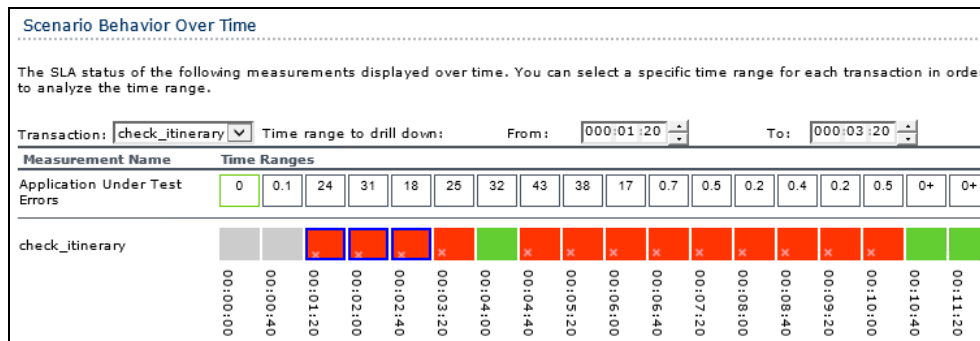 Scenario Behavior Over Time
The SLA status of the following measurements displayed over time. You can select a specific time range for each transaction in orde
to analyze the time range.
Transaction: check_itinerary Time range to drill down: From: 000:01:20 To: 000:03:20
Measurement Name Time Ranges
Application Under Test 0 0.1 24 31 18 25 32 43 38 17 0.7 0.5 0.2 0.4 0.2 0.5 0+ 0+
Errors
check_itinerary
00:00:00 00:00:40 00:01:20 00:02:00 00:02:40 00:03:20 00:04:00 00:04:40 00:05:20 00:06:00 00:06:40 00:07:20 00:08:00 00:08:40 00:09:20 00:10:00 00:10:40 00:11:20